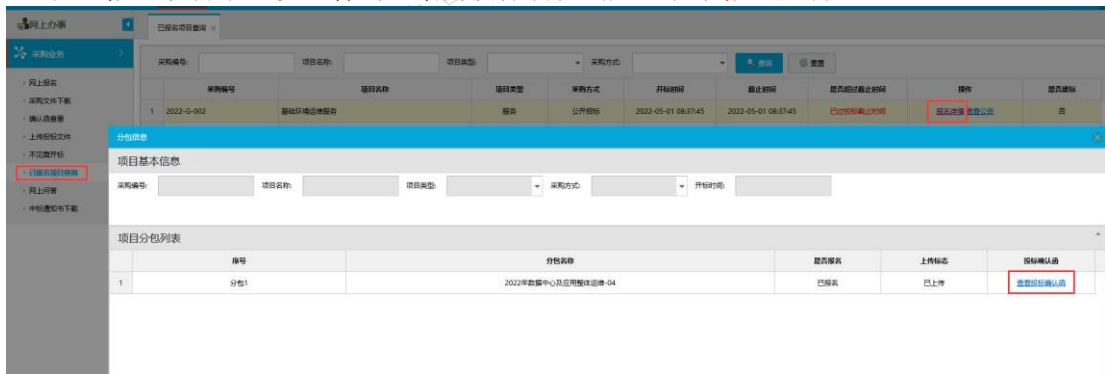 网上办事
已报名项目查询 ×
采购业务
采购编号: 项目名称: 项目类型: 采购方式: 查询 重置
网上报名
采购文件下载
确认函查看
上传投标文件
不见面开标
已报名项目查询
网上问答
中标通知书下载
采购编号 项目名称 项目类型 采购方式 开标时间 截止时间 是否超过截止时间 操作 是否废标
1 2022-G-002 基础环境运维服务 服务 公开招标 2022-05-01 08:37:45 2022-05-01 08:37:45 已过投标截止时间 报名详情 查看公告 否
分包信息
项目基本信息
采购编号: 项目名称: 项目类型: 采购方式: 开标时间:
项目分包列表
序号 分包名称 是否报名 上传标志 投标确认函
1 分包1 2022年数据中心及应用整体运维-04 已报名 已上传 查看投标确认函